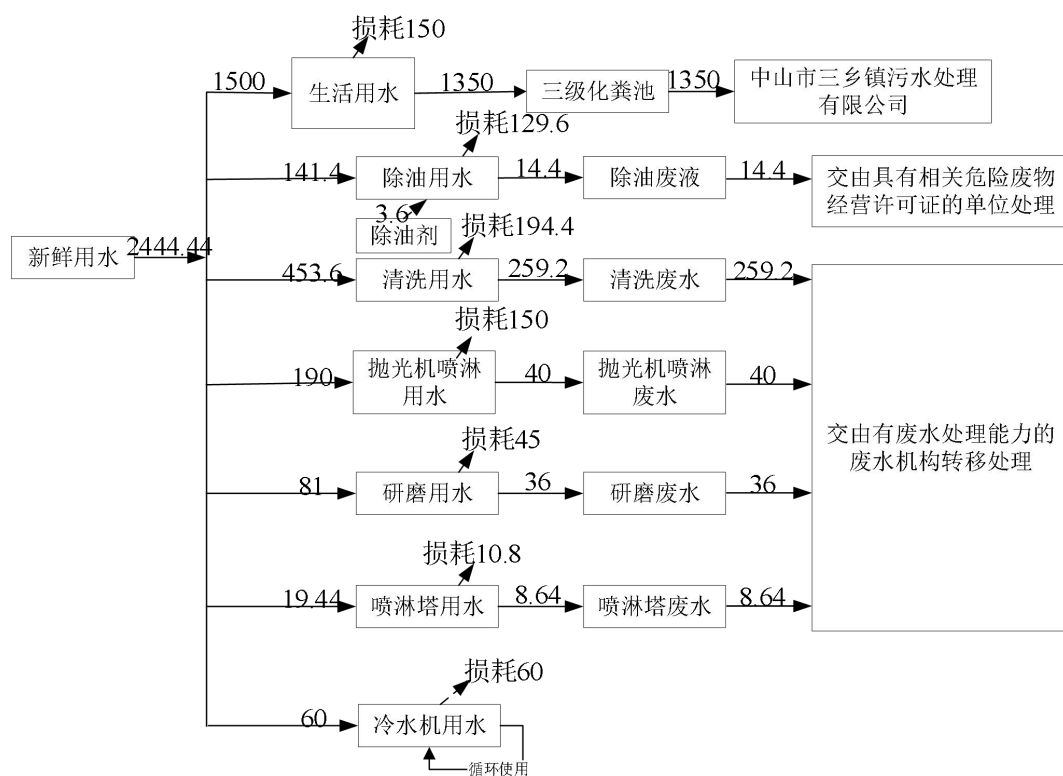 损耗150
1500
生活用水
1350
三级化粪池
1350
中山市三乡镇污水处理
有限公司
损耗129.6
141.4
除油用水
14.4
除油废液
14.4
交由具有相关危险废物
经营许可证的单位处理
3.6
除油剂
损耗194.4
新鲜用水
2444.44
453.6
清洗用水
259.2
清洗废水
259.2
损耗150
190
抛光机喷淋
用水
40
抛光机喷淋
废水
40
交由有废水处理能力的
废水机构转移处理
损耗45
81
研磨用水
36
研磨废水
36
损耗10.8
19.44
喷淋塔用水
8.64
喷淋塔废水
8.64
损耗60
60
冷水机用水
循环使用